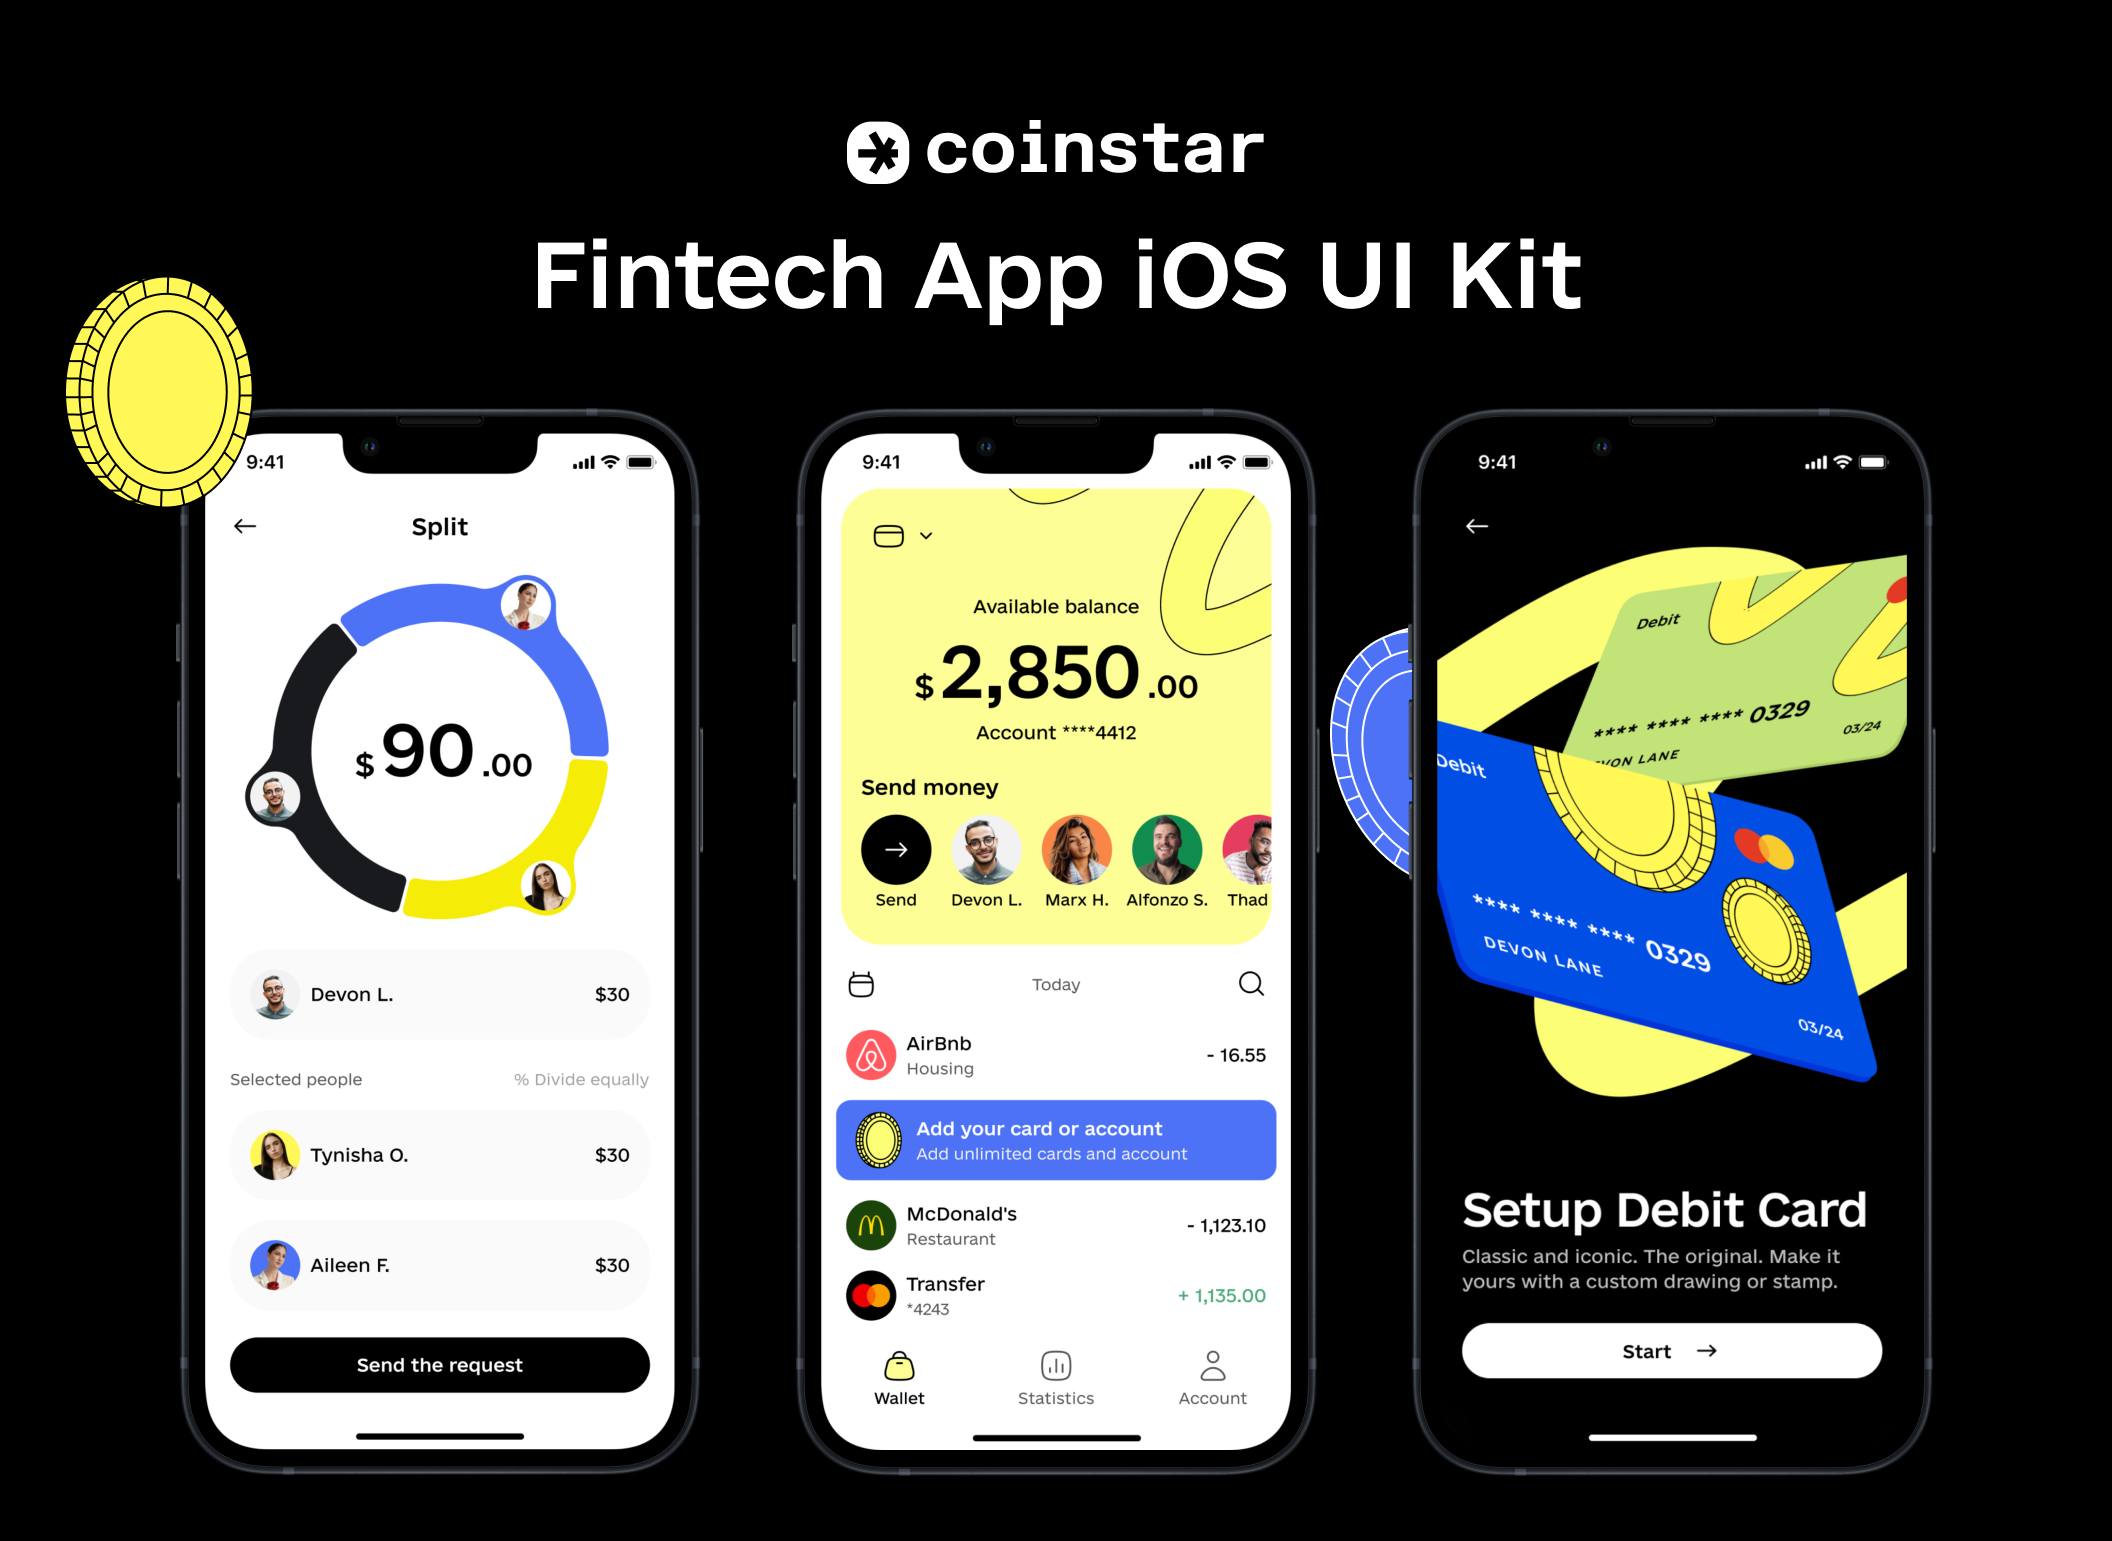 coinstar
Fintech App iOS UI Kit
9:41
Split
$90.00
Devon L.
$30
Selected people
% Divide equally
Tynisha O.
$30
Aileen F.
$30
Send the request
9:41
Available balance
$2,850.00
Account ****4412
Send money
Send
Devon L.
Marx H.
Alfonzo S.
Thad
Today
AirBnb
- 16.55
Housing
Add your card or account
Add unlimited cards and account
McDonald's
- 1,123.10
Restaurant
Transfer
+ 1,135.00
*4243
Wallet
Statistics
Account
9:41
Debit
**** **** **** 0329
03/24
VON LANE
Debit
**** **** **** 0329
DEVON LANE
03/24
Setup Debit Card
Classic and iconic. The original. Make it
yours with a custom drawing or stamp.
Start